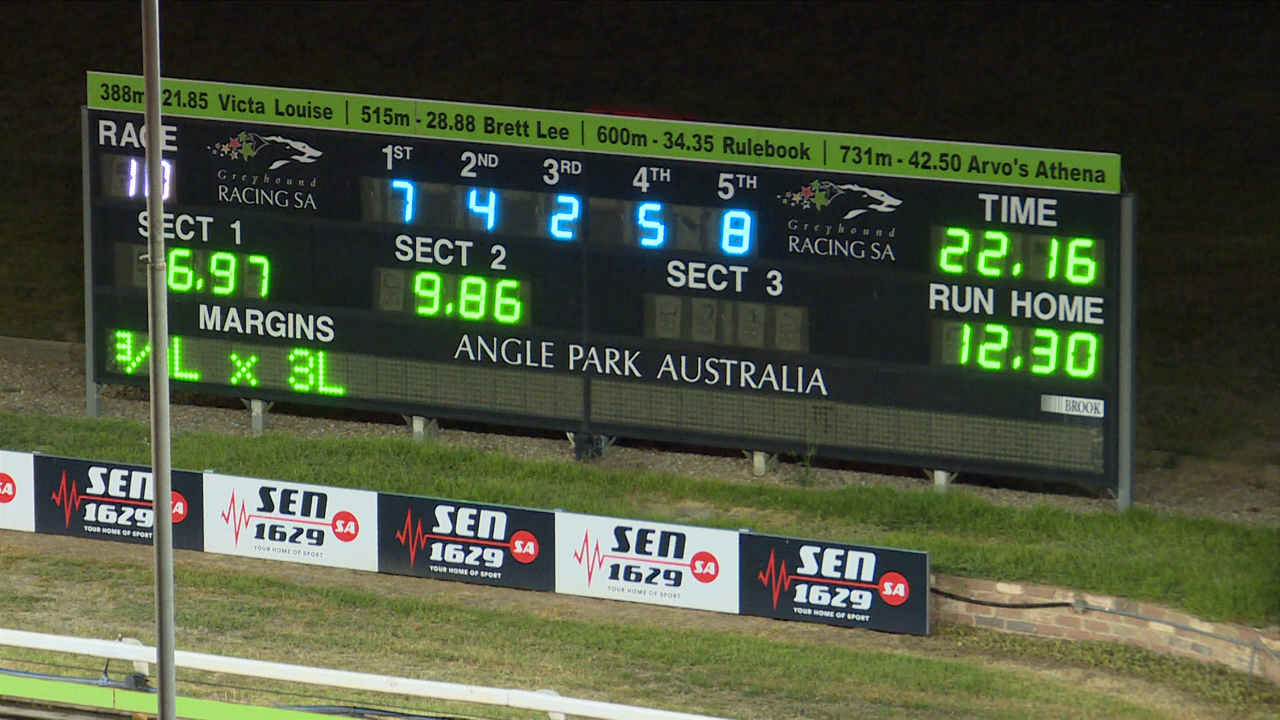 388m - 21.85 Victa Louise | 515m - 28.88 Brett Lee | 600m - 34.35 Rulebook | 731m - 42.50 Arvo's Athena
RACE
10
Greyhound
RACING SA
1ST 2ND 3RD 4TH 5TH
7 4 2 5 8
Greyhound
RACING SA
TIME
22.16
SECT 1
6.97
SECT 2
9.86
SECT 3
RUN HOME
12.30
MARGINS
x 3L
ANGLE PARK AUSTRALIA
BROOK
SA
SEN
1629 SA
YOUR HOME OF SPORT
SEN
1629 SA
YOUR HOME OF SPORT
SEN
1629 SA
YOUR HOME OF SPORT
SEN
1629 SA
YOUR HOME OF SPORT
SEN
1629 SA
YOUR HOME OF SPORT